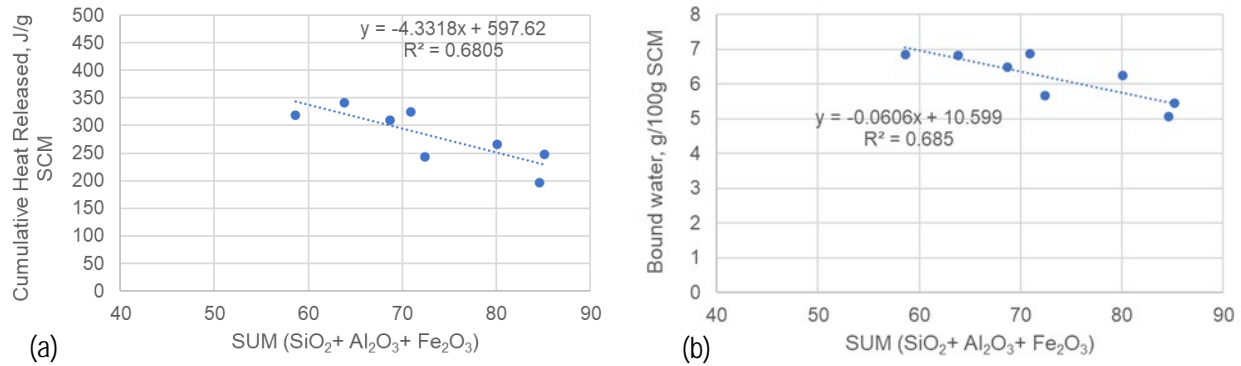 500
450
400
350
300
250
200
150
100
50
0
Cumulative Heat Released, J/g
SCM
y = -4.3318x + 597.62
R² = 0.6805
40 50 60 70 80 90
SUM (SiO₂+ Al₂O₃+ Fe₂O₃)
(a)
8
7
6
5
4
3
2
1
0
Bound water, g/100g SCM
y = -0.0606x + 10.599
R² = 0.685
40 50 60 70 80 90
SUM (SiO₂+ Al₂O₃+ Fe₂O₃)
(b)